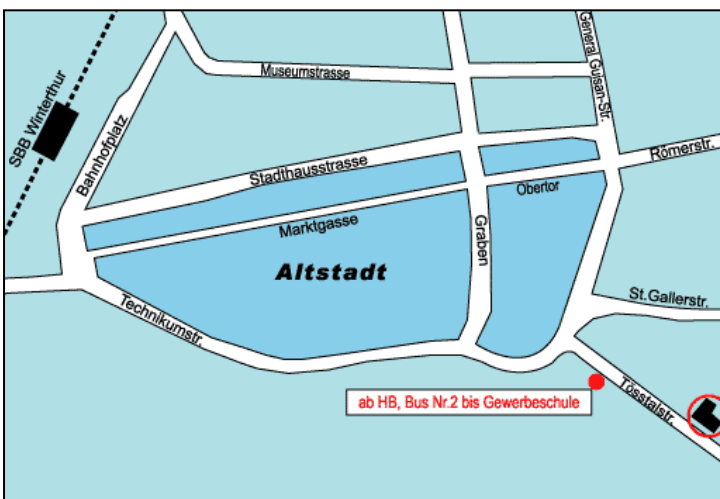 General Guisan-Str.
Museumstrasse
SBB Winterthur
Bahnhofplatz
Stadthausstrasse
Römerstr.
Obertor
Marktgasse
Graben
Altstadt
St.Gallerstr.
Technikumstr.
ab HB, Bus Nr.2 bis Gewerbeschule
Tösstalstr.